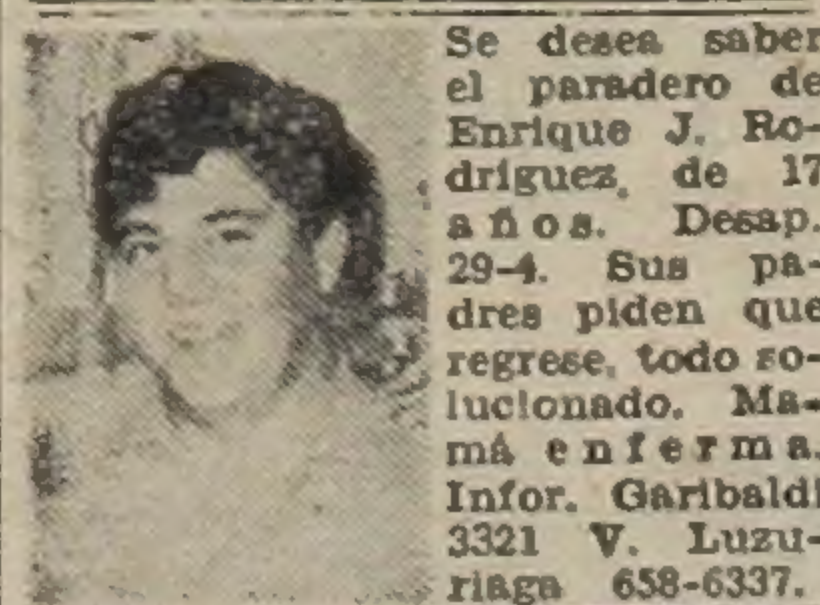 Se desea saber
el paradero de
Enrique J. Ro-
driguez, de 17
años. Desap.
29-4. Sus pa-
dres piden que
regrese, todo so-
lucionado. Ma-
má enferma.
Infor. Garibaldi
3321 V. Luzu-
riaga 658-6337.